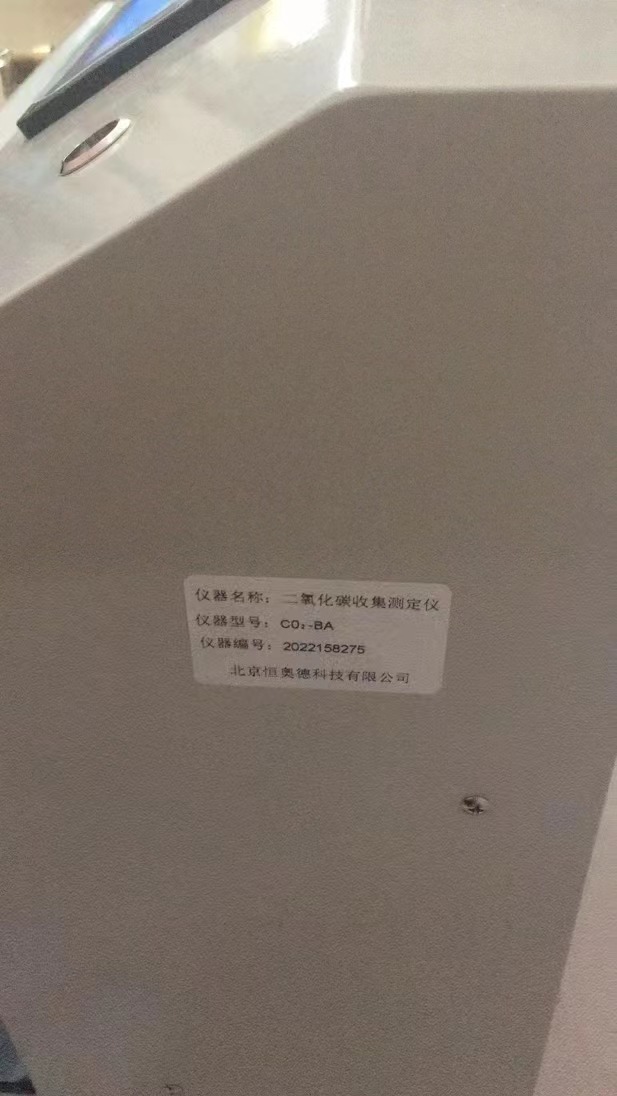 仪器名称：二氧化碳收集测定仪
仪器型号：CO₂-BA
仪器编号：2022158275
北京恒奥德科技有限公司